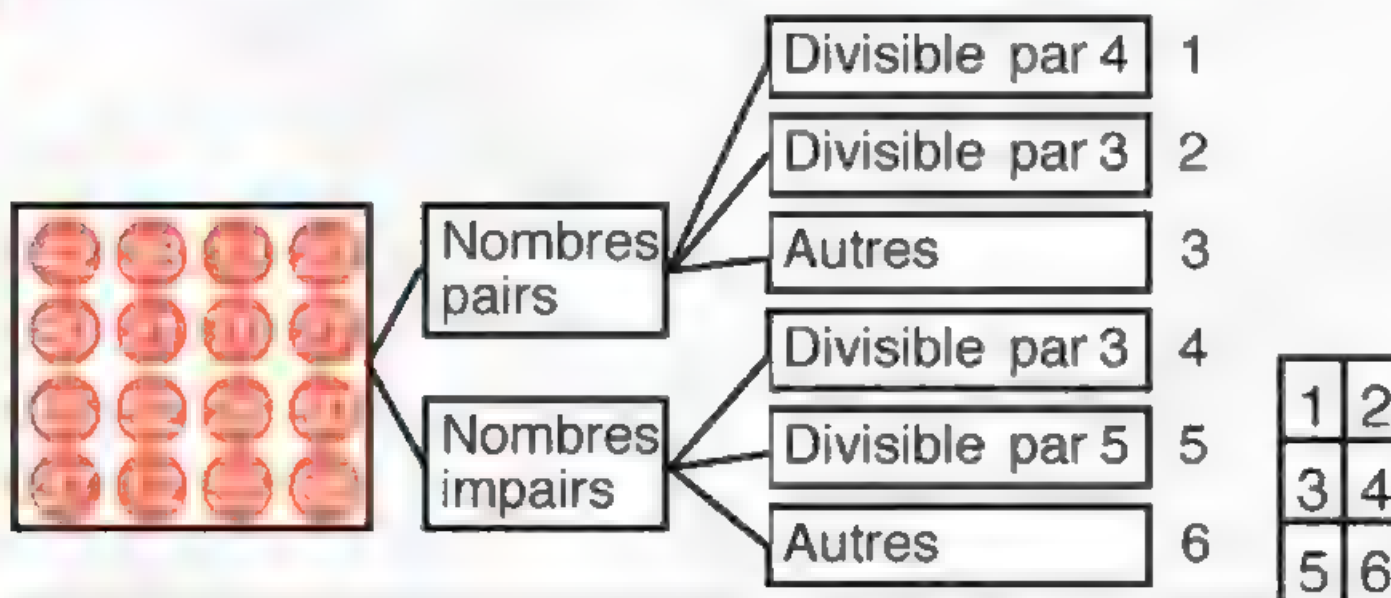 Divisible par 4 1
Divisible par 3 2
Autres 3
Nombres
pairs
Divisible par 3 4
Divisible par 5 5
Autres 6
Nombres
impairs
1 2
3 4
5 6